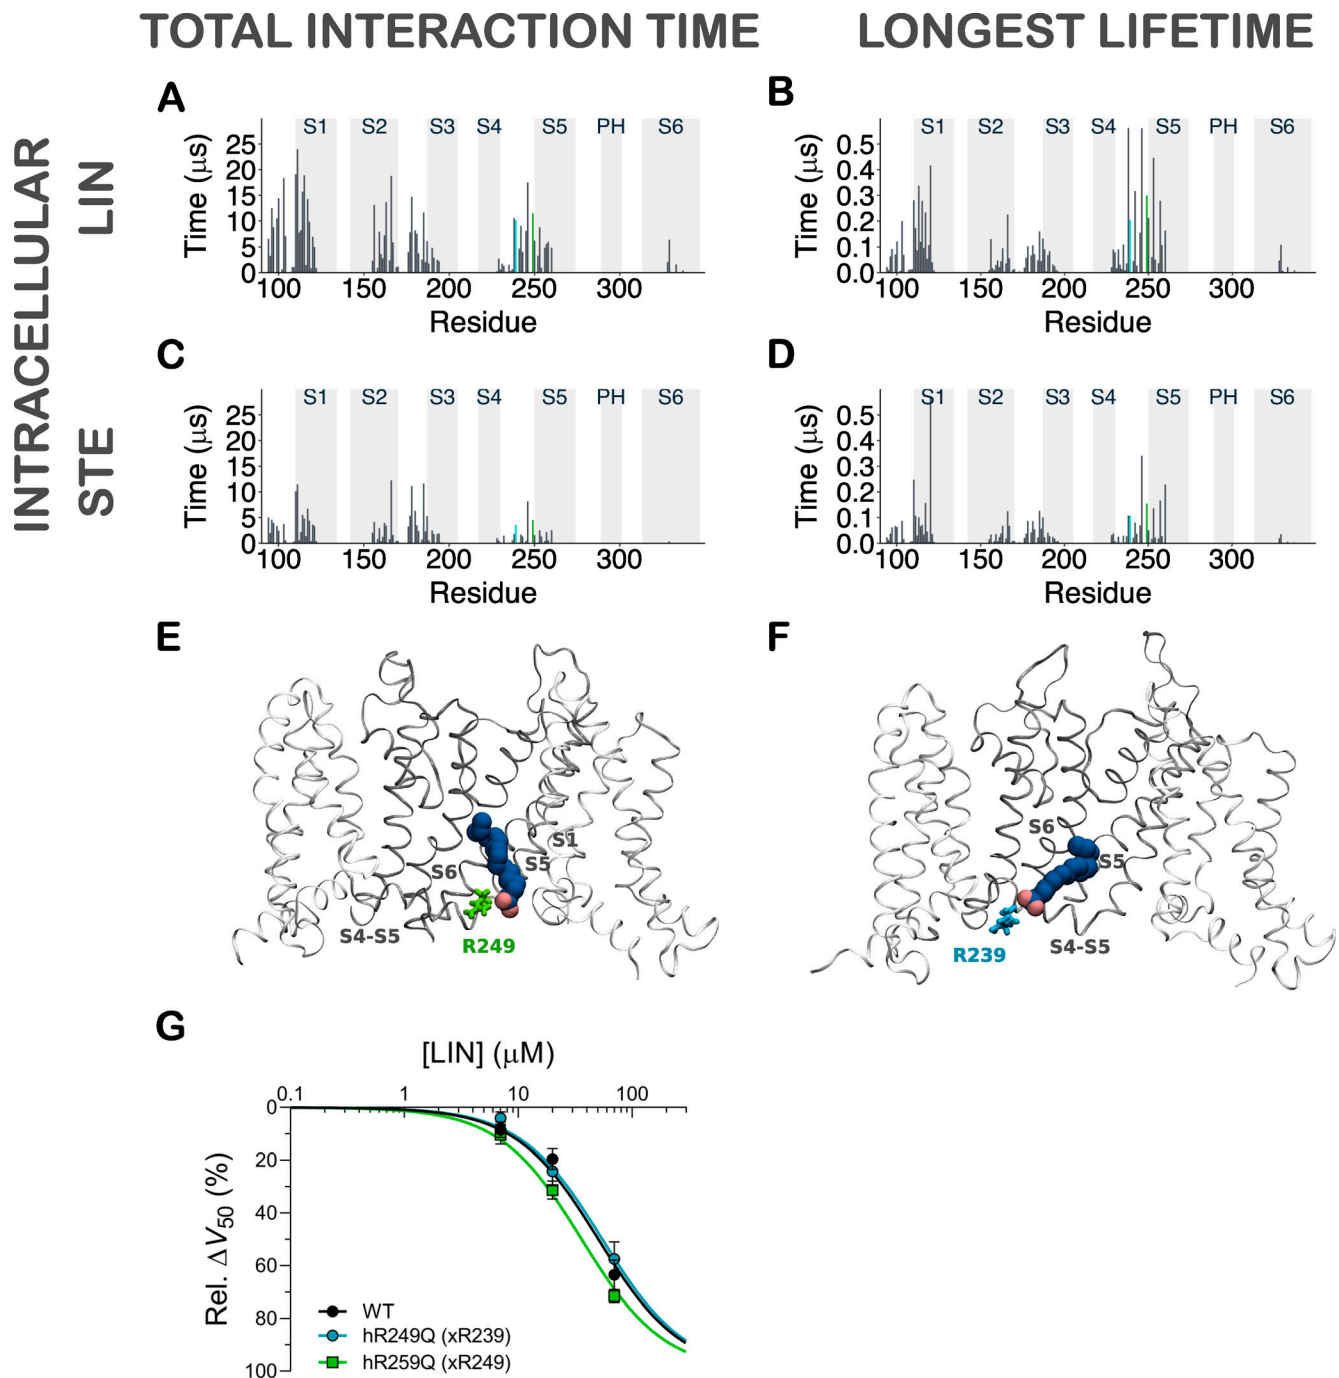 TOTAL INTERACTION TIME
LONGEST LIFETIME
INTRACELLULAR
LIN
STE
A
S1 S2 S3 S4 S5 PH S6
Time (μs)
25
20
15
10
5
0
100 150 200 250 300
Residue
B
S1 S2 S3 S4 S5 PH S6
Time (μs)
0.5
0.4
0.3
0.2
0.1
0.0
100 150 200 250 300
Residue
C
S1 S2 S3 S4 S5 PH S6
Time (μs)
25
20
15
10
5
0
100 150 200 250 300
Residue
D
S1 S2 S3 S4 S5 PH S6
Time (μs)
0.5
0.4
0.3
0.2
0.1
0.0
100 150 200 250 300
Residue
E
S1
S6
S5
S4-S5
R249
F
S6
S5
S4-S5
R239
G
[LIN] (μM)
0.1 1 10 100
Rel. ΔV50 (%)
0
20
40
60
80
100
WT
hR249Q (xR239)
hR259Q (xR249)